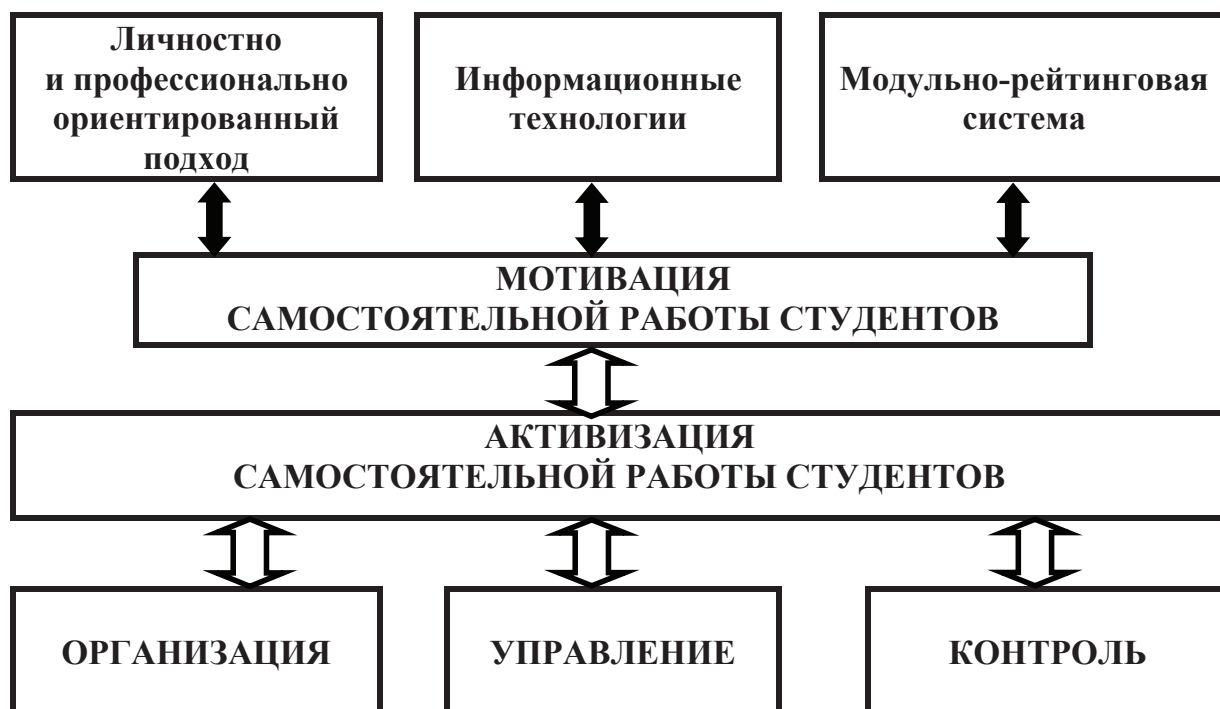 Личностно
и профессионально
ориентированный
подход
Информационные
технологии
Модульно-рейтинговая
система
МОТИВАЦИЯ
САМОСТОЯТЕЛЬНОЙ РАБОТЫ СТУДЕНТОВ
АКТИВИЗАЦИЯ
САМОСТОЯТЕЛЬНОЙ РАБОТЫ СТУДЕНТОВ
ОРГАНИЗАЦИЯ
УПРАВЛЕНИЕ
КОНТРОЛЬ